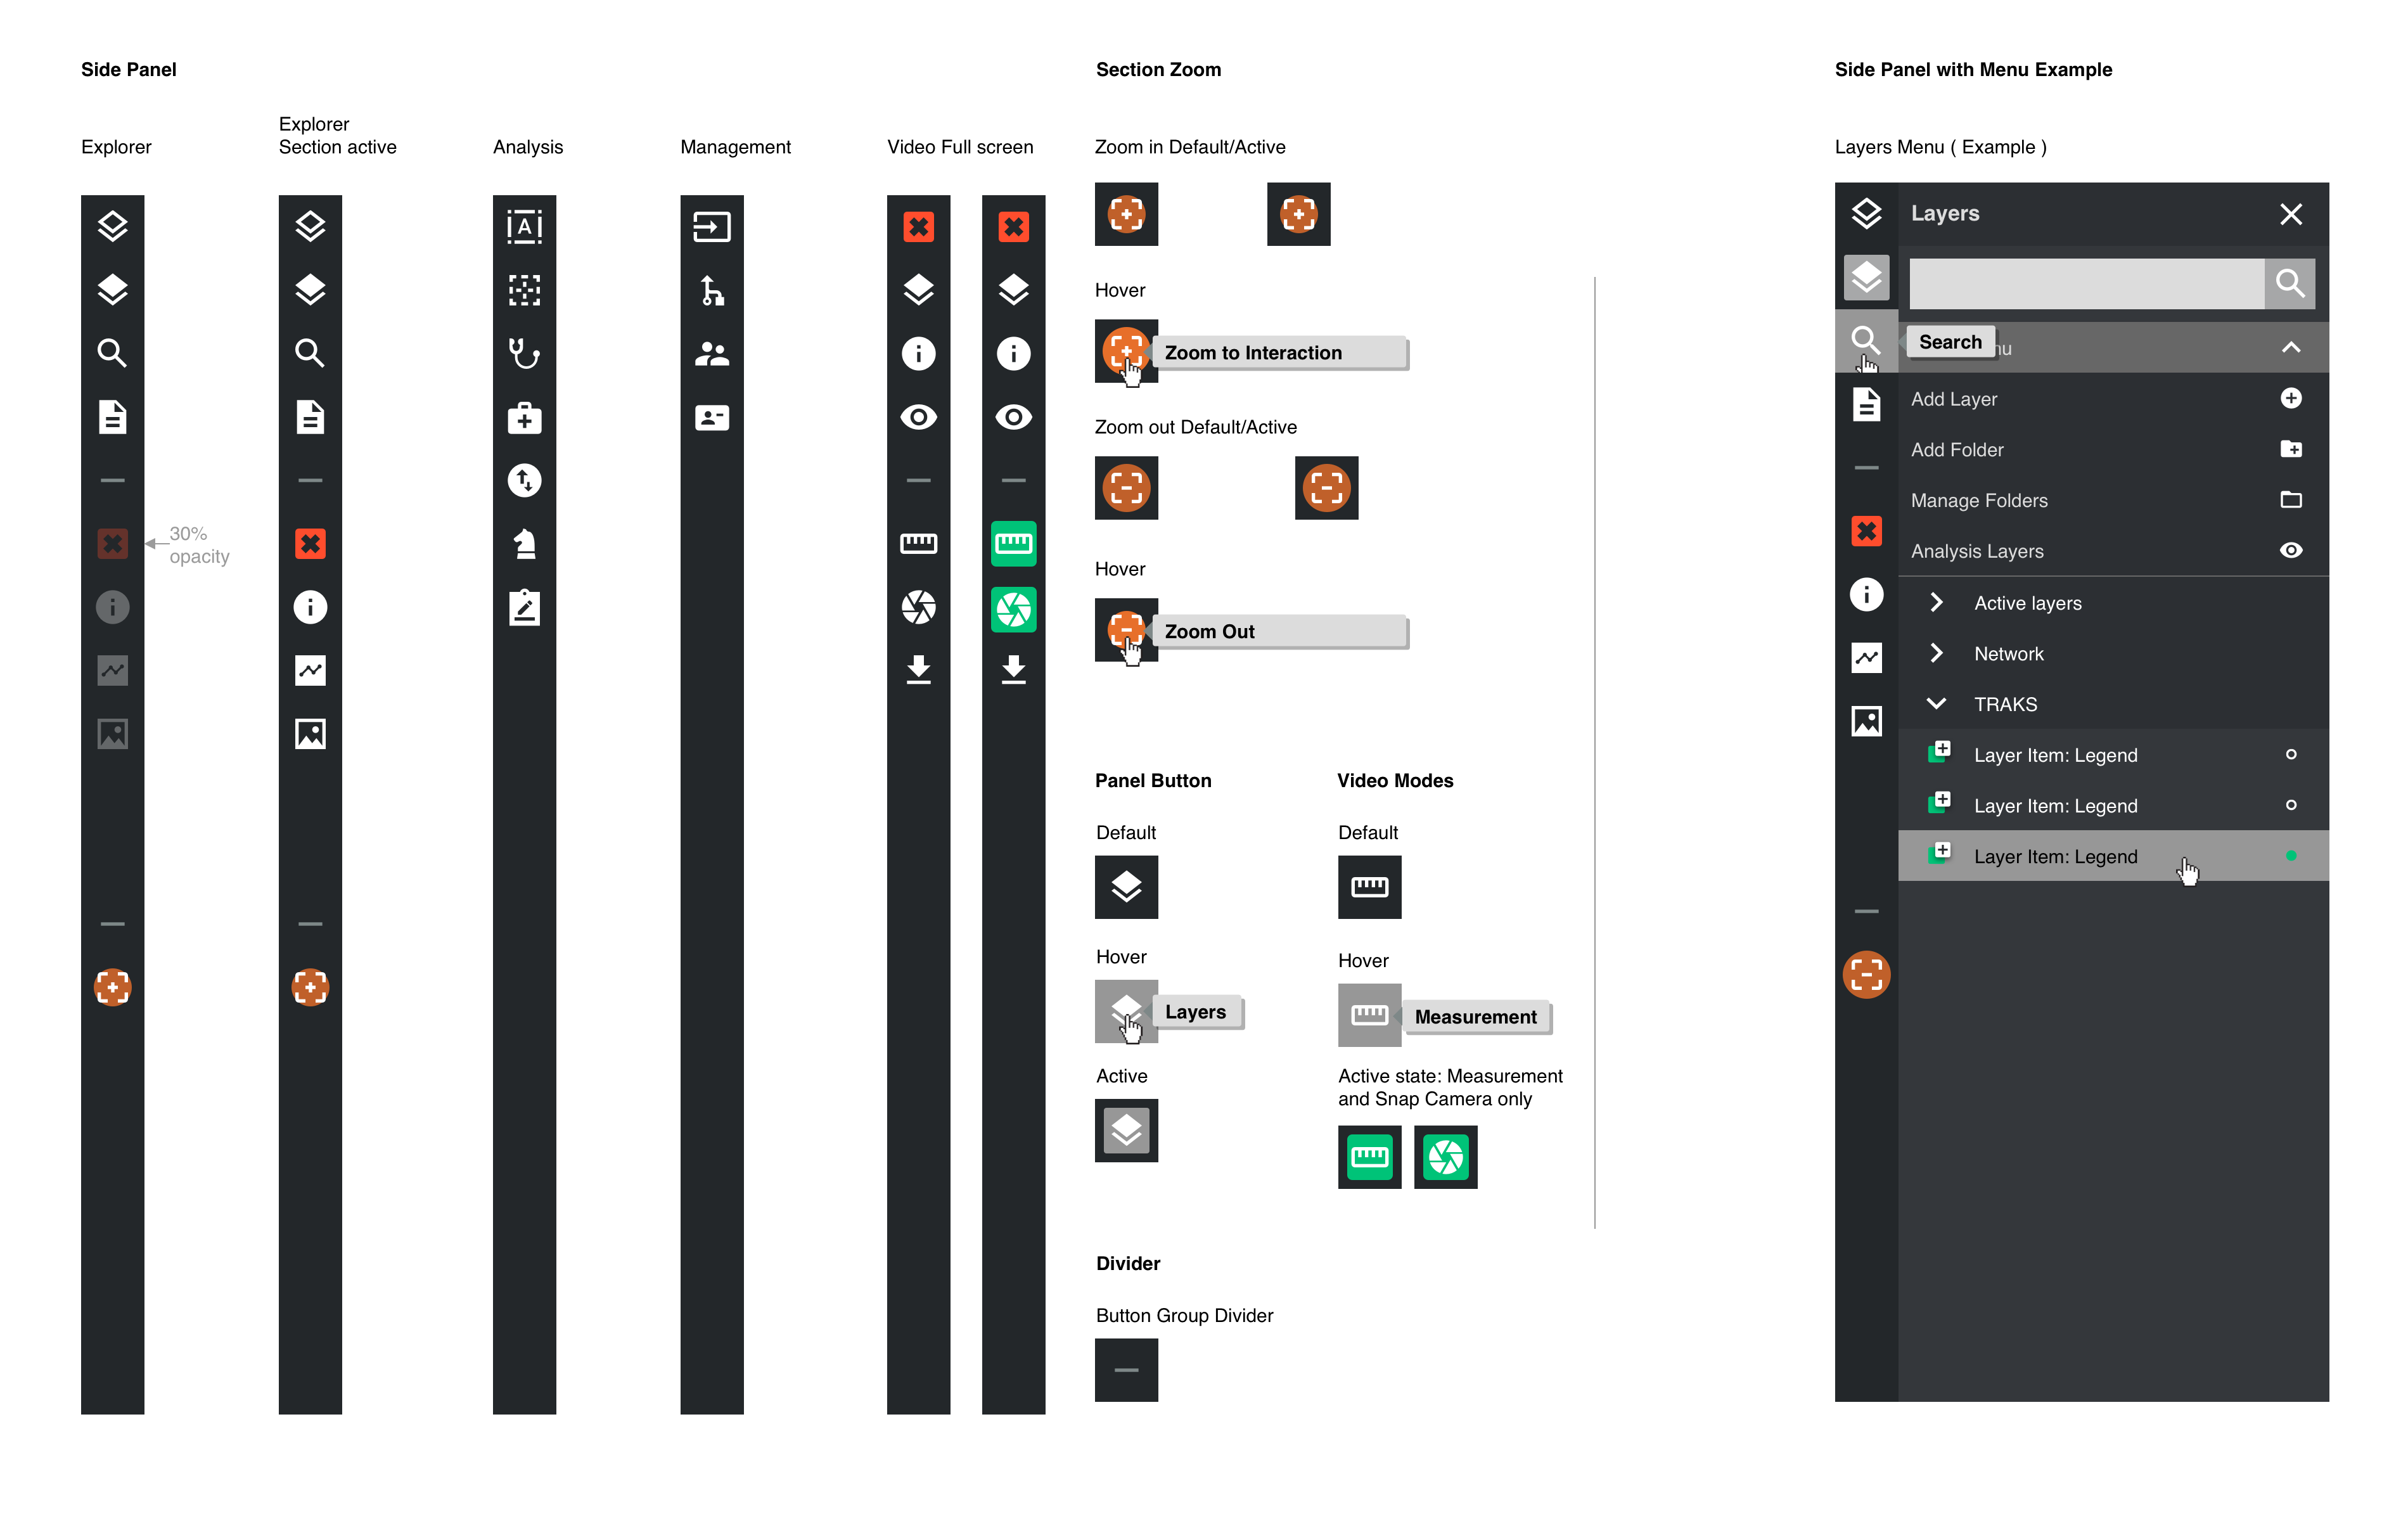 Side Panel
Explorer
Explorer
Section active
Analysis
Management
Video Full screen
30%
opacity
A
Section Zoom
Zoom in Default/Active
Hover
Zoom to Interaction
Zoom out Default/Active
Hover
Zoom Out
Panel Button
Default
Hover
Layers
Active
Video Modes
Default
Hover
Measurement
Active state: Measurement
and Snap Camera only
Divider
Button Group Divider
Side Panel with Menu Example
Layers Menu ( Example )
Layers
Search
nu
Add Layer
Add Folder
Manage Folders
Analysis Layers
Active layers
Network
TRAKS
Layer Item: Legend
Layer Item: Legend
Layer Item: Legend